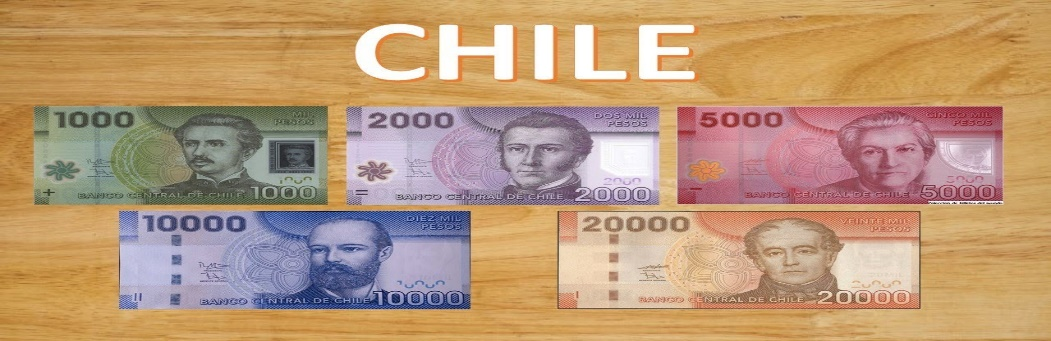 CHILE
1000
MIL
PESOS
BANCO CENTRAL DE CHILE
1000
2000
DOS MIL
PESOS
BANCO CENTRAL DE CHILE
2000
5000
CINCO MIL
PESOS
BANCO CENTRAL DE CHILE
5000
10000
DIEZ MIL
PESOS
BANCO CENTRAL DE CHILE
10000
20000
VEINTE MIL
PESOS
BANCO CENTRAL DE CHILE
20000